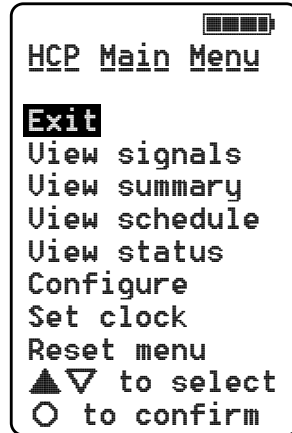 HCP Main Menu
Exit
View signals
View summary
View schedule
View status
Configure
Set clock
Reset menu
▲▽ to select
○ to confirm